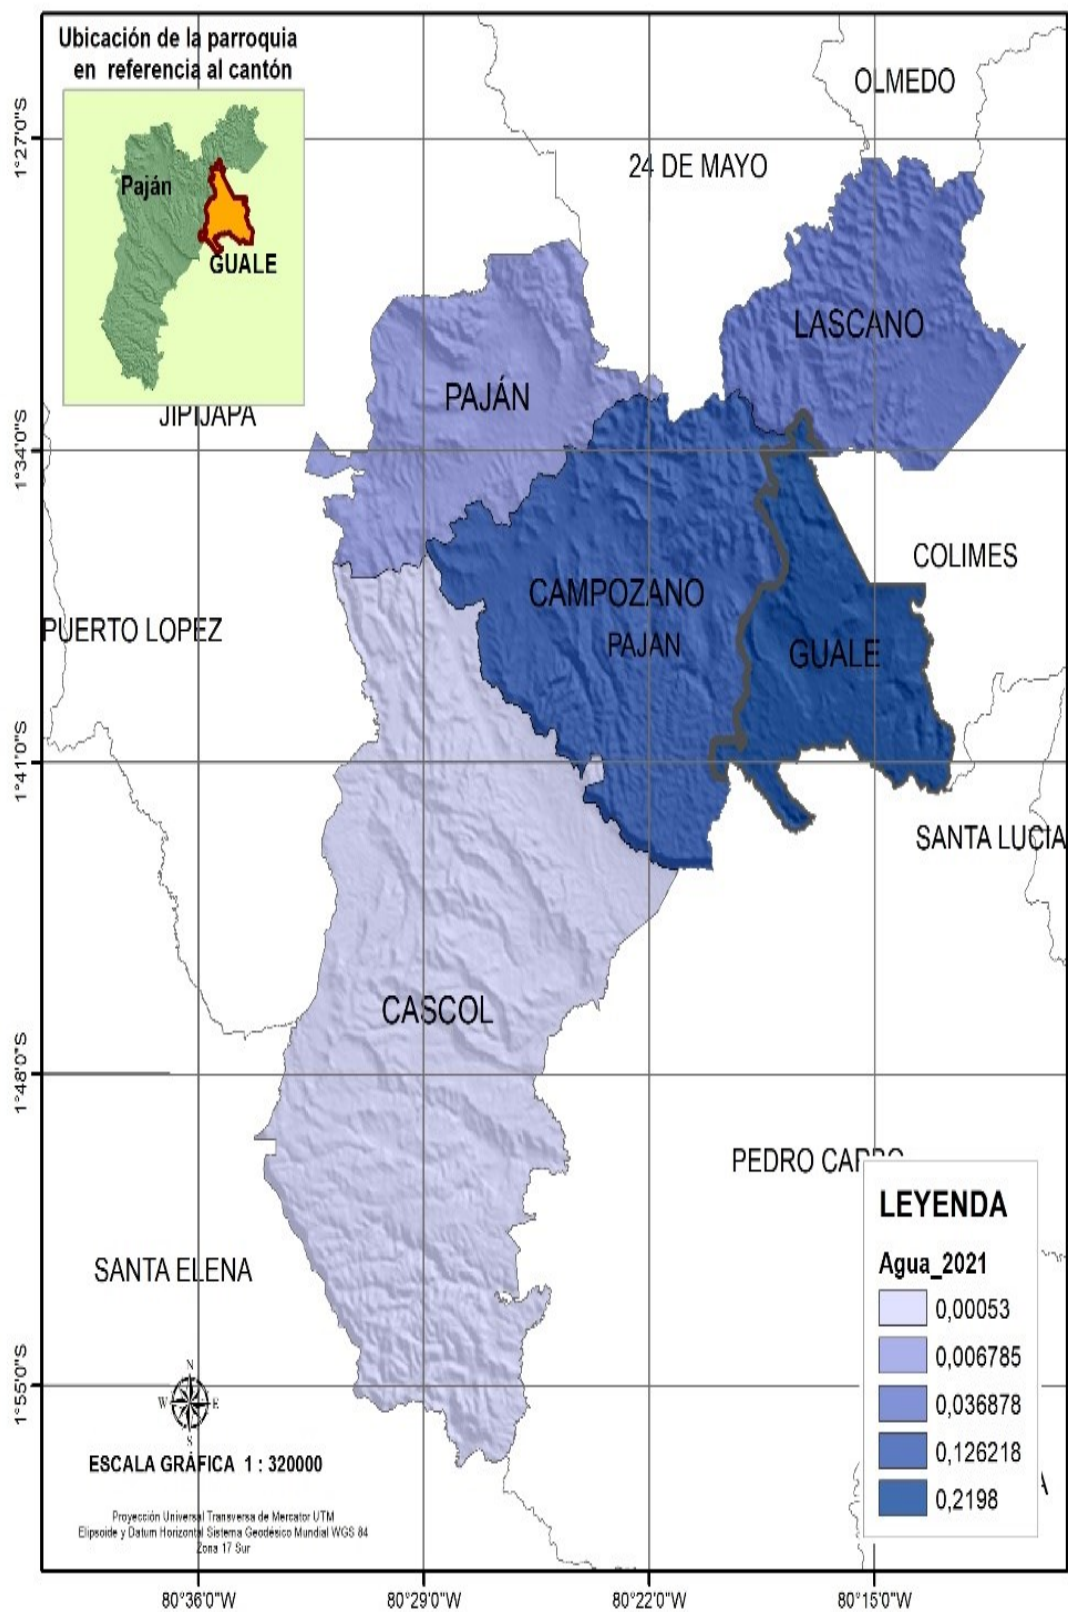 Ubicación de la parroquia
en referencia al cantón
Paján
GUALE
OLMEDO
24 DE MAYO
LASCANO
PAJÁN
JIPIJAPA
COLIMES
CAMPOZANO
PAJAN
GUALE
PUERTO LOPEZ
SANTA LUCIA
CASCOL
PEDRO CARBO
SANTA ELENA
LEYENDA
Agua_2021
0,00053
0,006785
0,036878
0,126218
0,2198
A
N
W E
S
ESCALA GRÁFICA 1 : 320000
Proyección Universal Transversa de Mercator UTM
Elipsoide y Datum Horizontal Sistema Geodésico Mundial WGS 84
Zona 17 Sur
1°27'0"S
1°34'0"S
1°41'0"S
1°48'0"S
1°55'0"S
80°36'0"W
80°29'0"W
80°22'0"W
80°15'0"W